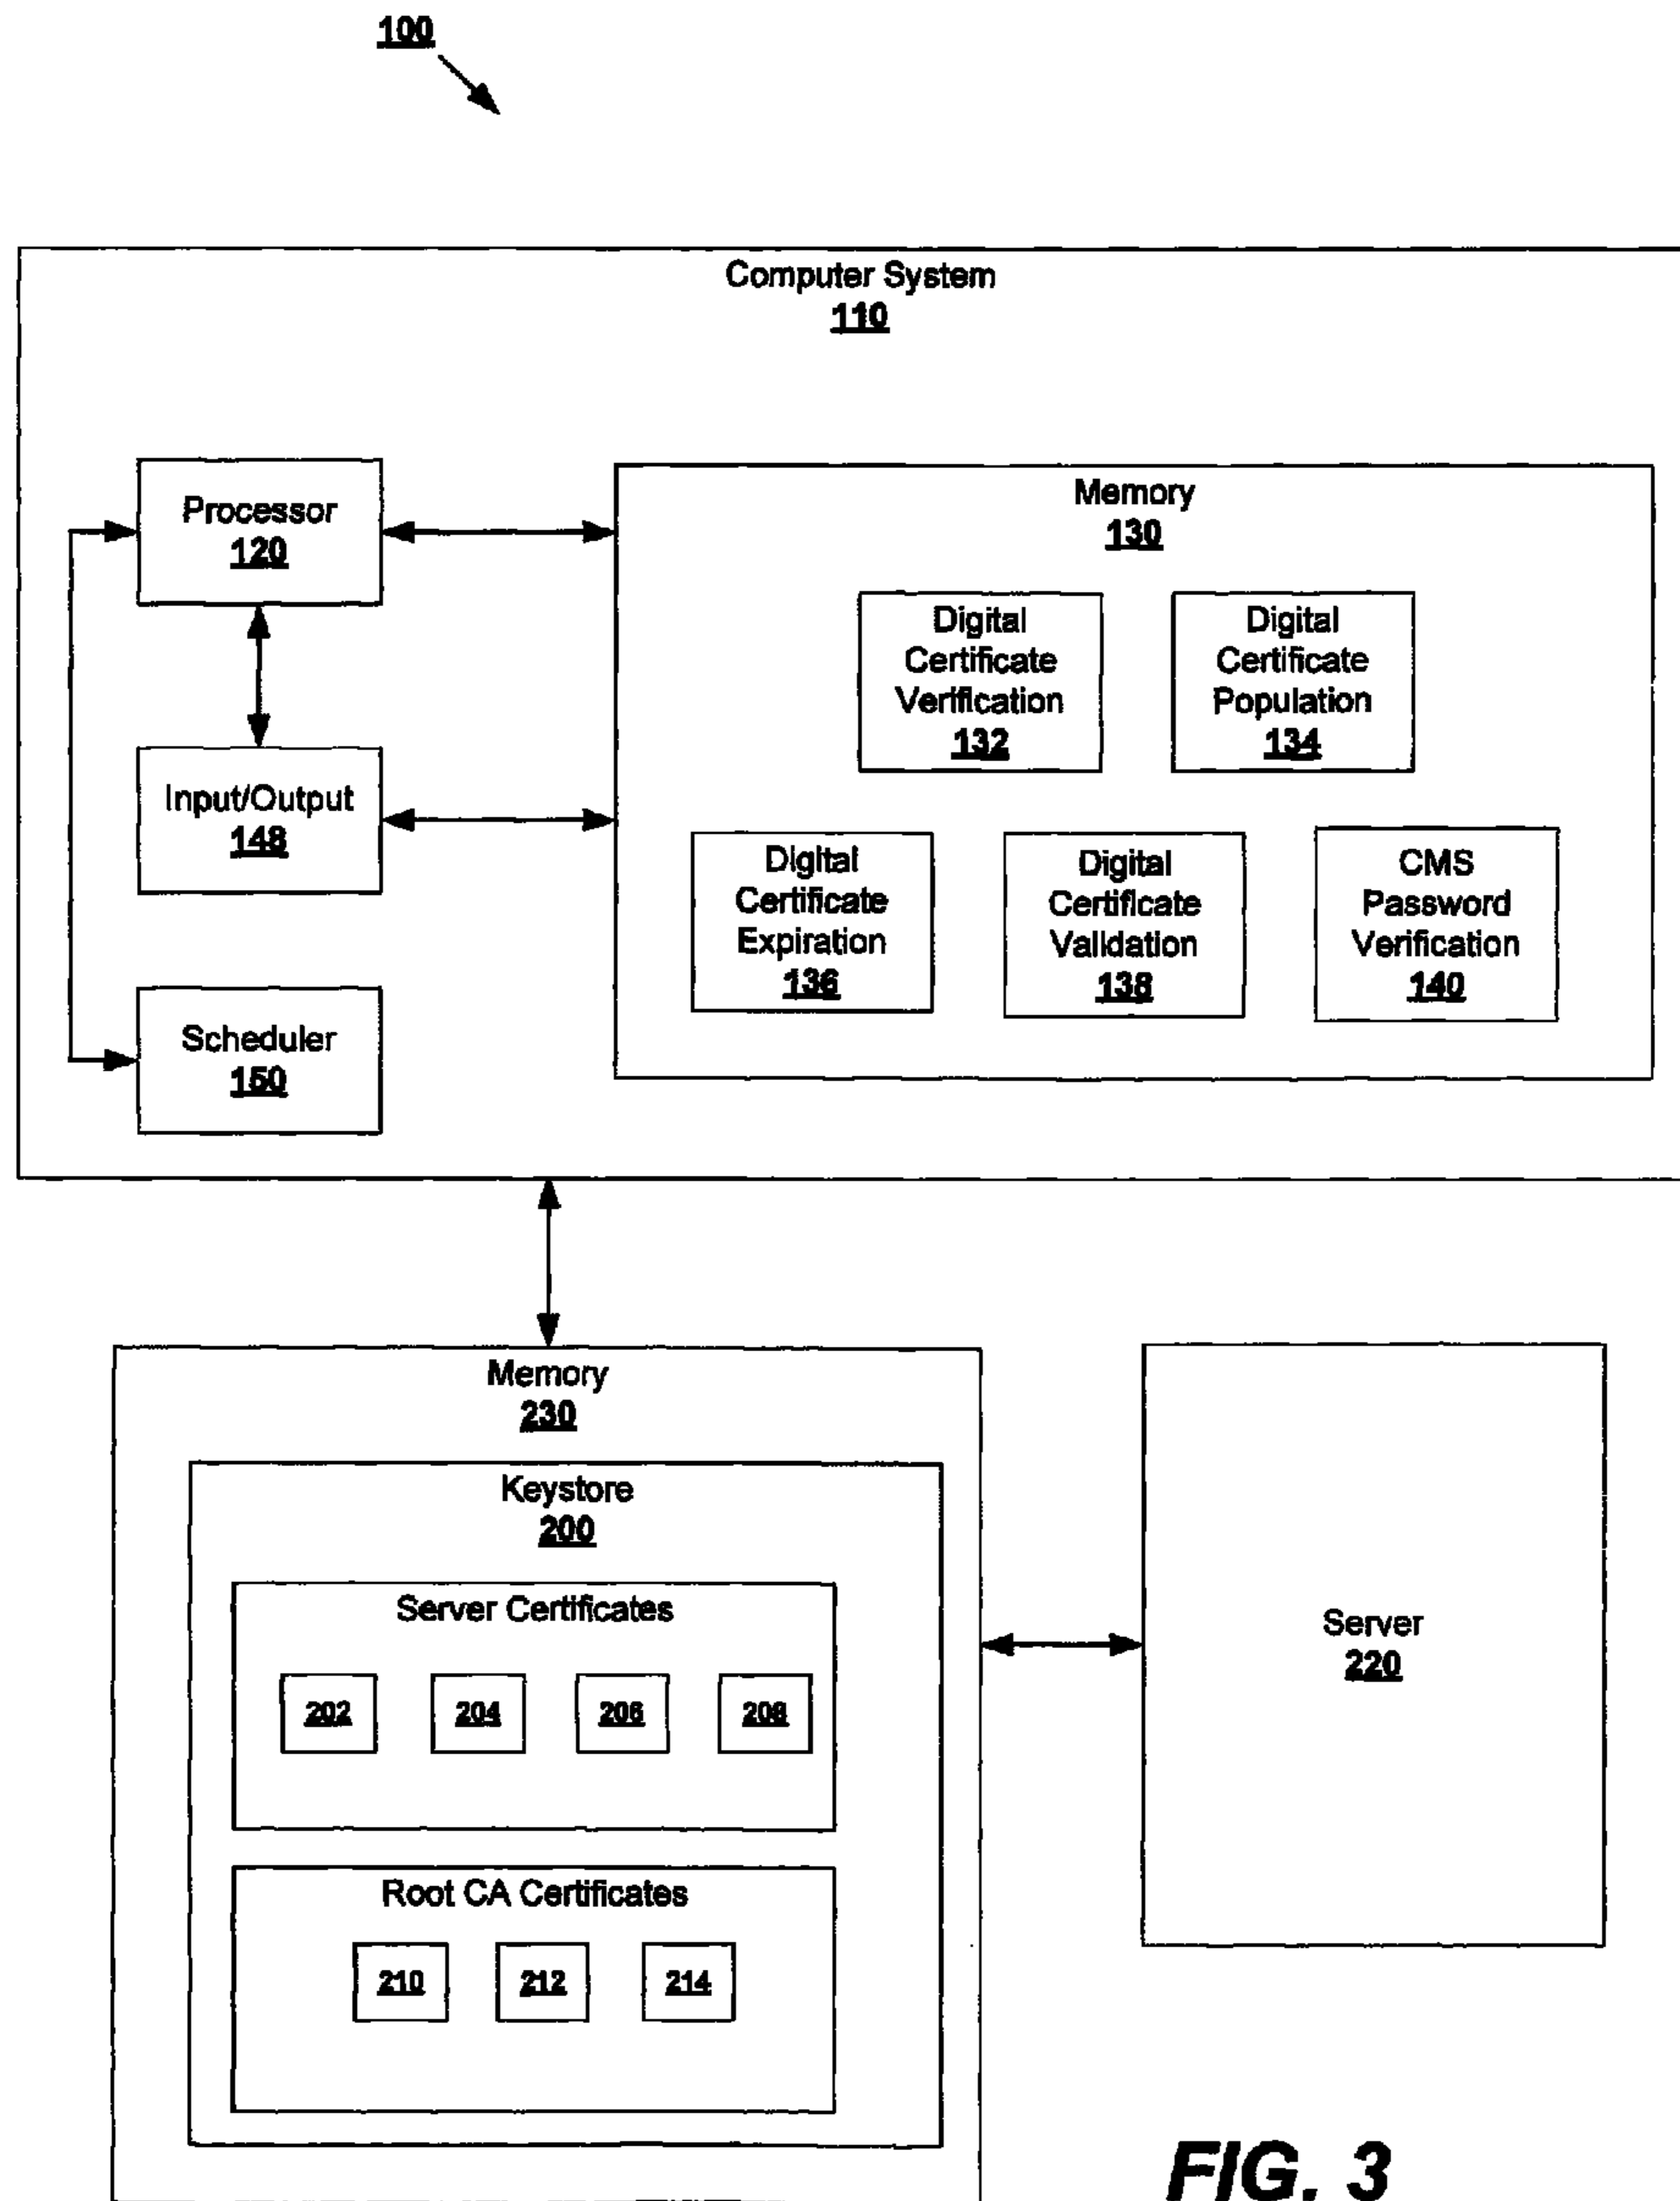 100
Computer System
110
Processor
120
Memory
130
Digital
Certificate
Verification
132
Digital
Certificate
Population
134
Input/Output
148
Digital
Certificate
Expiration
136
Digital
Certificate
Validation
138
CMS
Password
Verification
140
Scheduler
150
Memory
230
Keystore
200
Server Certificates
202
204
206
208
Root CA Certificates
210
212
214
Server
220
FIG. 3